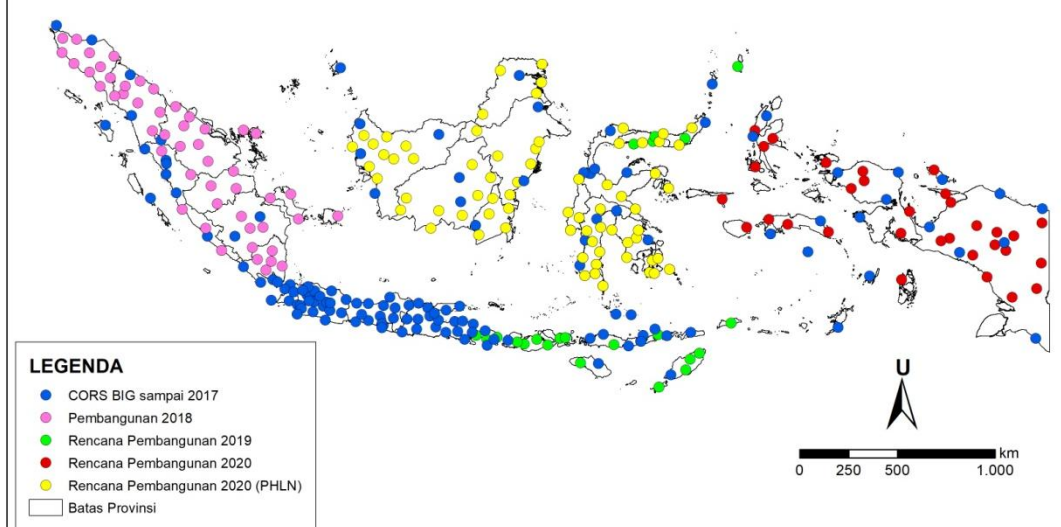 LEGENDA
CORS BIG sampai 2017
Pembangunan 2018
Rencana Pembangunan 2019
Rencana Pembangunan 2020
Rencana Pembangunan 2020 (PHLN)
Batas Provinsi
U
km
0 250 500 1.000